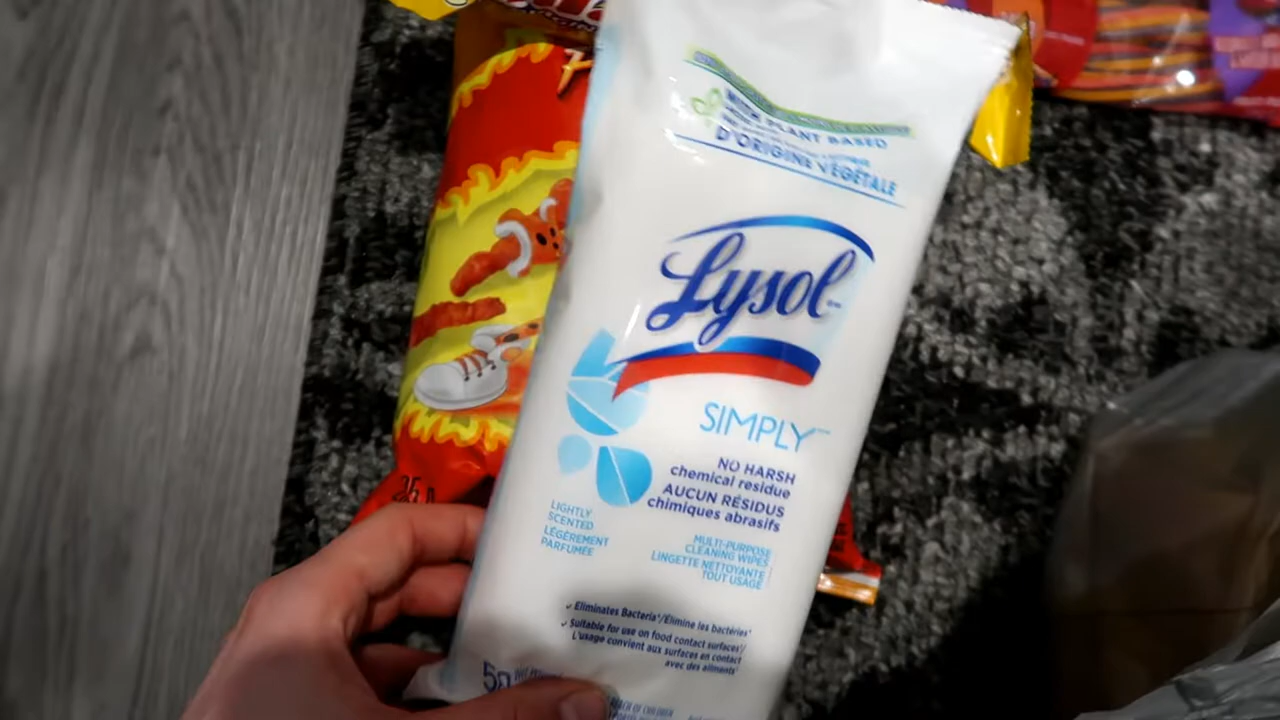 PLANT BASED
D'ORIGINE VÉGÉTALE
Lysol
SIMPLY™
NO HARSH
chemical residue
AUCUN RÉSIDUS
chimiques abrasifs
LIGHTLY
SCENTED
LÉGÈREMENT
PARFUMÉE
MULTI-PURPOSE
CLEANING WIPES
LINGETTE NETTOYANTE
TOUT USAGE
✓ Eliminates Bacteria*/Élimine les bactéries*
✓ Suitable for use on food contact surfaces*/
L'usage convient aux surfaces en contact
avec des aliments*